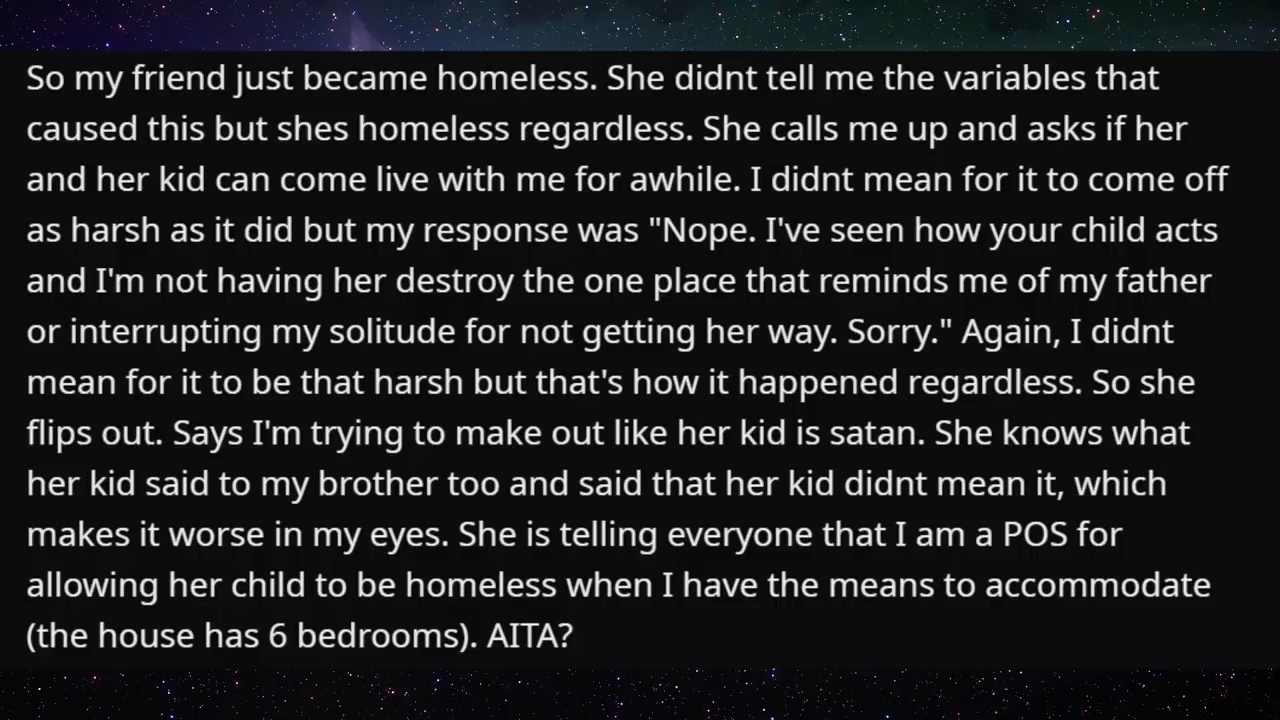 So my friend just became homeless. She didnt tell me the variables that
caused this but shes homeless regardless. She calls me up and asks if her
and her kid can come live with me for awhile. I didnt mean for it to come off
as harsh as it did but my response was "Nope. I've seen how your child acts
and I'm not having her destroy the one place that reminds me of my father
or interrupting my solitude for not getting her way. Sorry." Again, I didnt
mean for it to be that harsh but that's how it happened regardless. So she
flips out. Says I'm trying to make out like her kid is satan. She knows what
her kid said to my brother too and said that her kid didnt mean it, which
makes it worse in my eyes. She is telling everyone that I am a POS for
allowing her child to be homeless when I have the means to accommodate
(the house has 6 bedrooms). AITA?